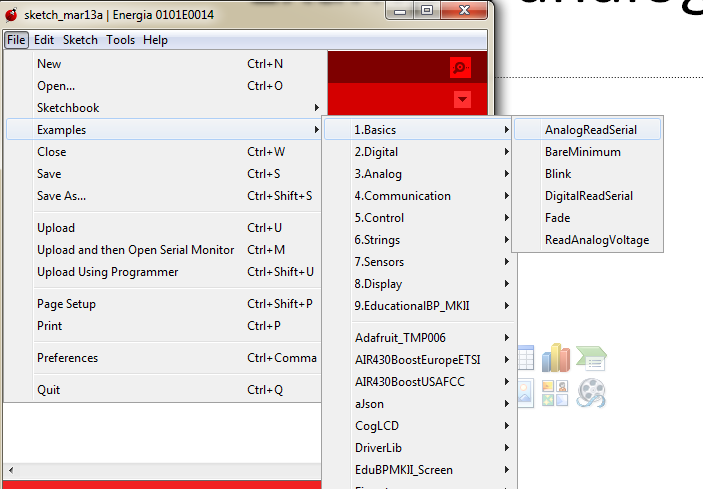 sketch_mar13a | Energia 0101E0014
File Edit Sketch Tools Help
New Ctrl+N
Open... Ctrl+O
Sketchbook
Examples
Close Ctrl+W
Save Ctrl+S
Save As... Ctrl+Shift+S
Upload Ctrl+U
Upload and then Open Serial Monitor Ctrl+M
Upload Using Programmer Ctrl+Shift+U
Page Setup Ctrl+Shift+P
Print Ctrl+P
Preferences Ctrl+Comma
Quit Ctrl+Q
1.Basics
2.Digital
3.Analog
4.Communication
5.Control
6.Strings
7.Sensors
8.Display
9.EducationalBP_MKII
Adafruit_TMP006
AIR430BoostEuropeETSI
AIR430BoostUSAFCC
aJson
CogLCD
DriverLib
EduBPMKII_Screen
AnalogReadSerial
BareMinimum
Blink
DigitalReadSerial
Fade
ReadAnalogVoltage